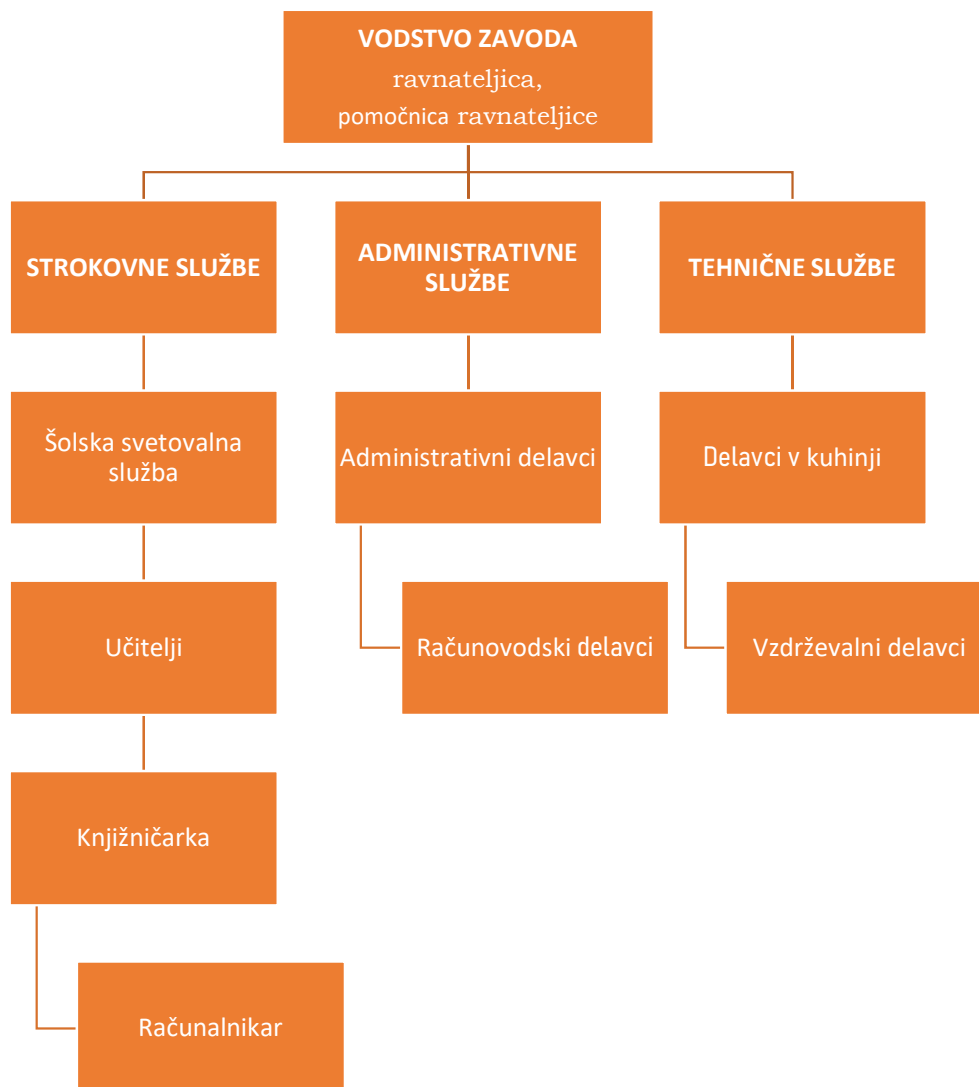 VODSTVO ZAVODA
ravnateljica,
pomočnica ravnateljice
STROKOVNE SLUŽBE
ADMINISTRATIVNE
SLUŽBE
TEHNIČNE SLUŽBE
Šolska svetovalna
služba
Administrativni delavci
Delavci v kuhinji
Učitelji
Računovodski delavci
Vzdrževalni delavci
Knjižničarka
Računalnikar